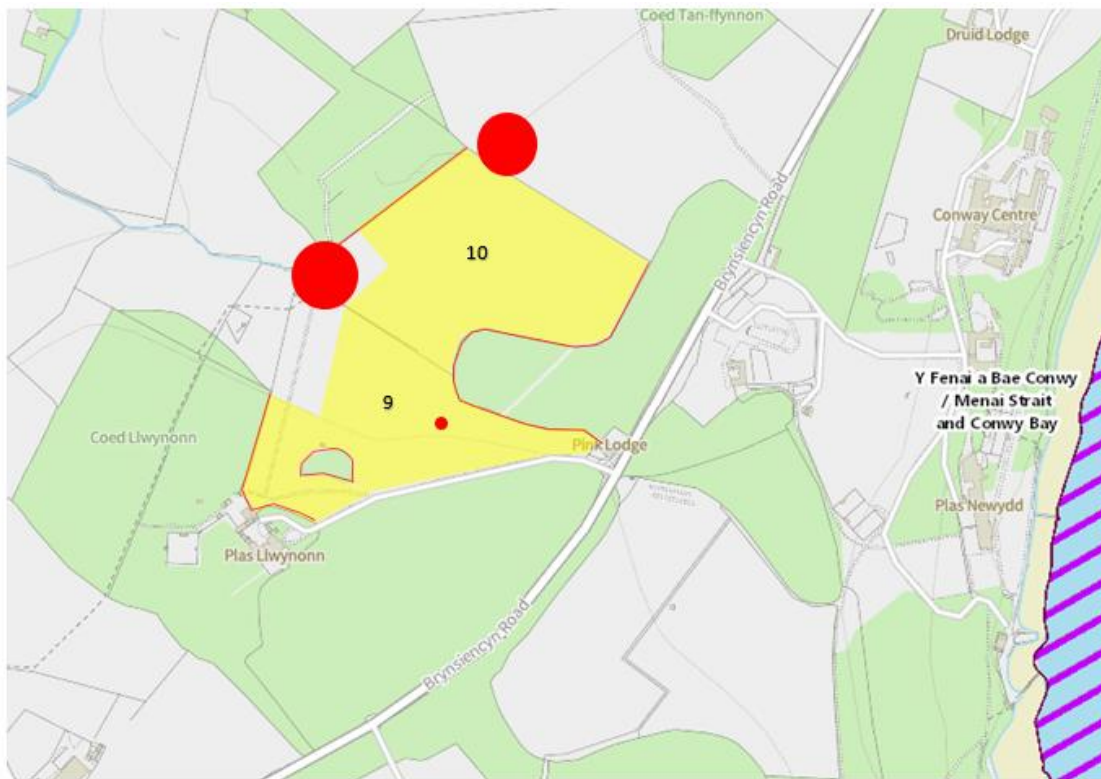 Coed Tan-ffynnon
Druid Lodge
Brynsiencyn Road
Conway Centre
10
Y Fenai a Bae Conwy
/ Menai Strait
and Conwy Bay
9
Coed Llwynonn
Pink Lodge
Plas Newydd
Plas Llwynonn
Brynsiencyn Road